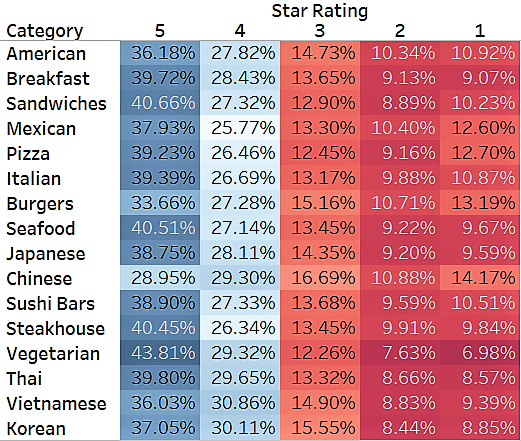 Star Rating
Category 5 4 3 2 1
American 36.18% 27.82% 14.73% 10.34% 10.92%
Breakfast 39.72% 28.43% 13.65% 9.13% 9.07%
Sandwiches 40.66% 27.32% 12.90% 8.89% 10.23%
Mexican 37.93% 25.77% 13.30% 10.40% 12.60%
Pizza 39.23% 26.46% 12.45% 9.16% 12.70%
Italian 39.39% 26.69% 13.17% 9.88% 10.87%
Burgers 33.66% 27.28% 15.16% 10.71% 13.19%
Seafood 40.51% 27.14% 13.45% 9.22% 9.67%
Japanese 38.75% 28.11% 14.35% 9.20% 9.59%
Chinese 28.95% 29.30% 16.69% 10.88% 14.17%
Sushi Bars 38.90% 27.33% 13.68% 9.59% 10.51%
Steakhouse 40.45% 26.34% 13.45% 9.91% 9.84%
Vegetarian 43.81% 29.32% 12.26% 7.63% 6.98%
Thai 39.80% 29.65% 13.32% 8.66% 8.57%
Vietnamese 36.03% 30.86% 14.90% 8.83% 9.39%
Korean 37.05% 30.11% 15.55% 8.44% 8.85%